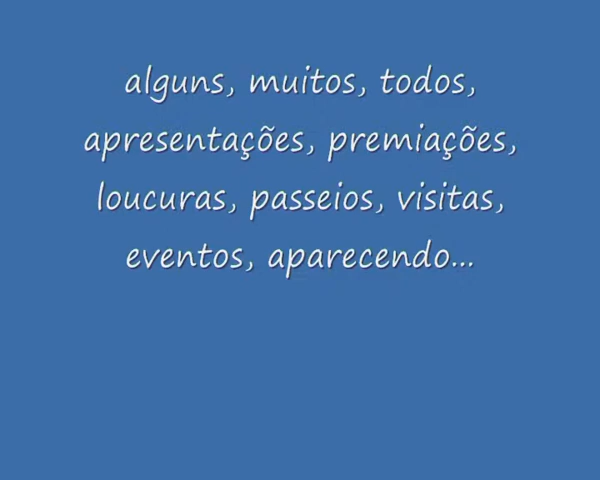 alguns, muitos, todos,
apresentações, premiações,
loucuras, passeios, visitas,
eventos, aparecendo...